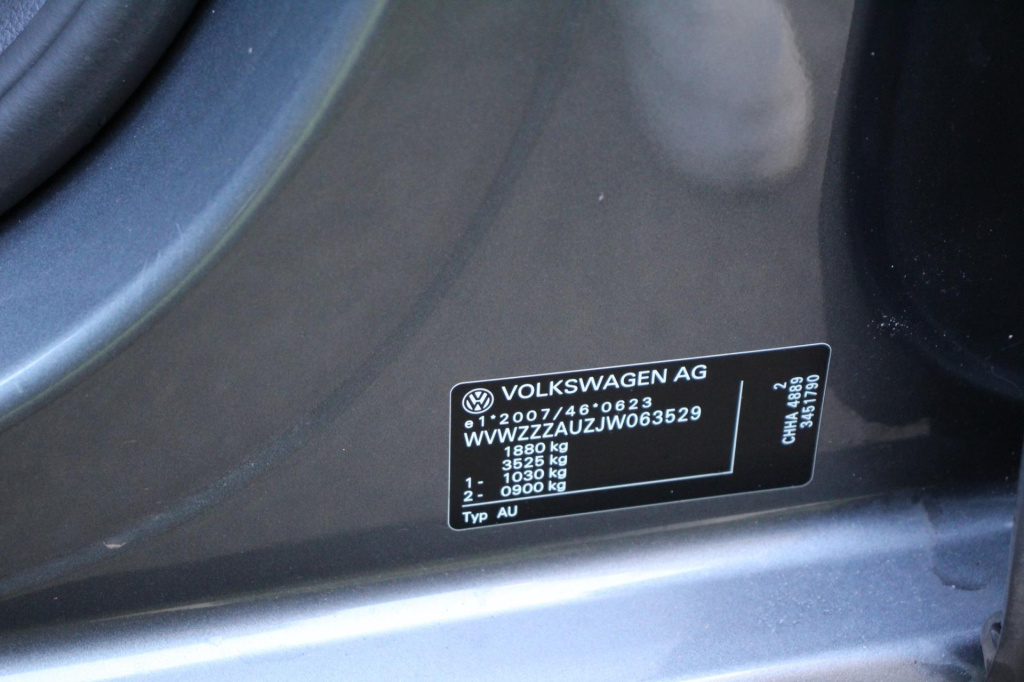 VOLKSWAGEN AG
e1*2007/46*0623
WVWZZZAUZJW063529
1880 kg
3525 kg
1- 1030 kg
2- 0900 kg
Typ AU
2
CHHA 4889
3451790